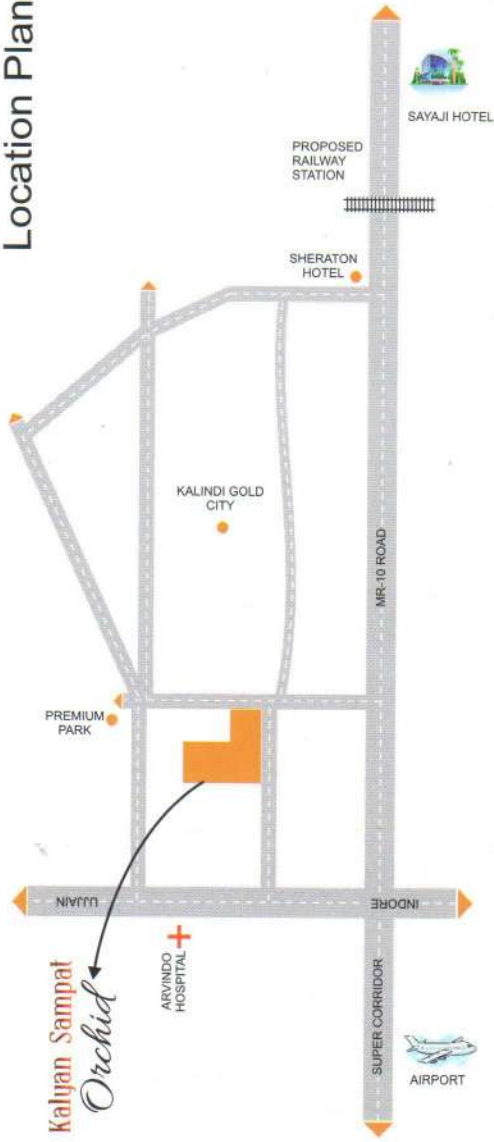 Location Plan
SAYAJI HOTEL
PROPOSED
RAILWAY
STATION
SHERATON
HOTEL
KALINDI GOLD
CITY
MR-10 ROAD
PREMIUM
PARK
UJJAIN
INDORE
ARVINDO
HOSPITAL
Kalyan Sampat
Orchid
SUPER CORRIDOR
AIRPORT